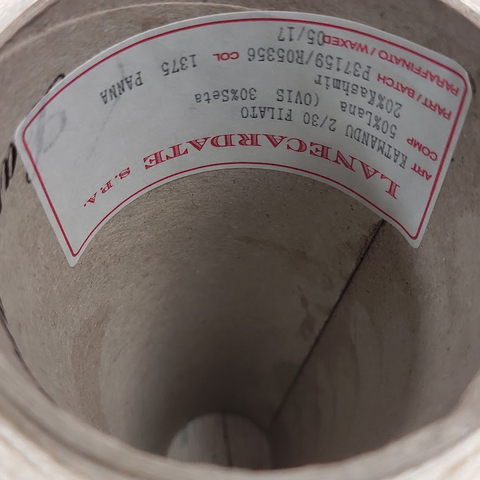 LANECARDATE S.P.A.
ART KATMANDU 2/30 FILATO
COMP 50%Lana (OVIS 30%Seta
20%Kashmir
PART/BATCH P37159/R05356 COL 1375 PANNA
PARAFFINATO/WAXED 05/17